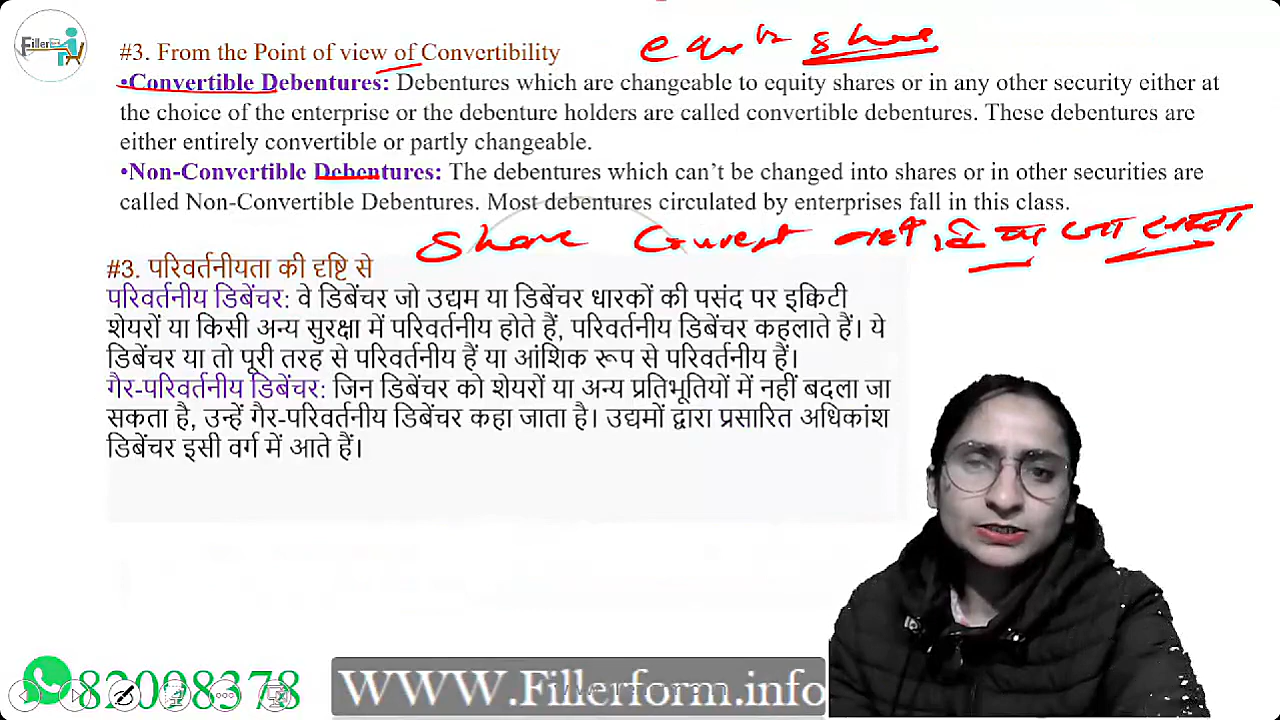 Filler
#3. From the Point of view of Convertibility
equity share
•Convertible Debentures: Debentures which are changeable to equity shares or in any other security either at
the choice of the enterprise or the debenture holders are called convertible debentures. These debentures are
either entirely convertible or partly changeable.
•Non-Convertible Debentures: The debentures which can’t be changed into shares or in other securities are
called Non-Convertible Debentures. Most debentures circulated by enterprises fall in this class.
Share Convert नहीं किया जा सकता
#3. परिवर्तनीयता की दृष्टि से
परिवर्तनीय डिबेंचर: वे डिबेंचर जो उद्यम या डिबेंचर धारकों की पसंद पर इक्विटी
शेयरों या किसी अन्य सुरक्षा में परिवर्तनीय होते हैं, परिवर्तनीय डिबेंचर कहलाते हैं। ये
डिबेंचर या तो पूरी तरह से परिवर्तनीय हैं या आंशिक रूप से परिवर्तनीय हैं।
गैर-परिवर्तनीय डिबेंचर: जिन डिबेंचर को शेयरों या अन्य प्रतिभूतियों में नहीं बदला जा
सकता है, उन्हें गैर-परिवर्तनीय डिबेंचर कहा जाता है। उद्यमों द्वारा प्रसारित अधिकांश
डिबेंचर इसी वर्ग में आते हैं।
82008378
WWW.Fillerform.info